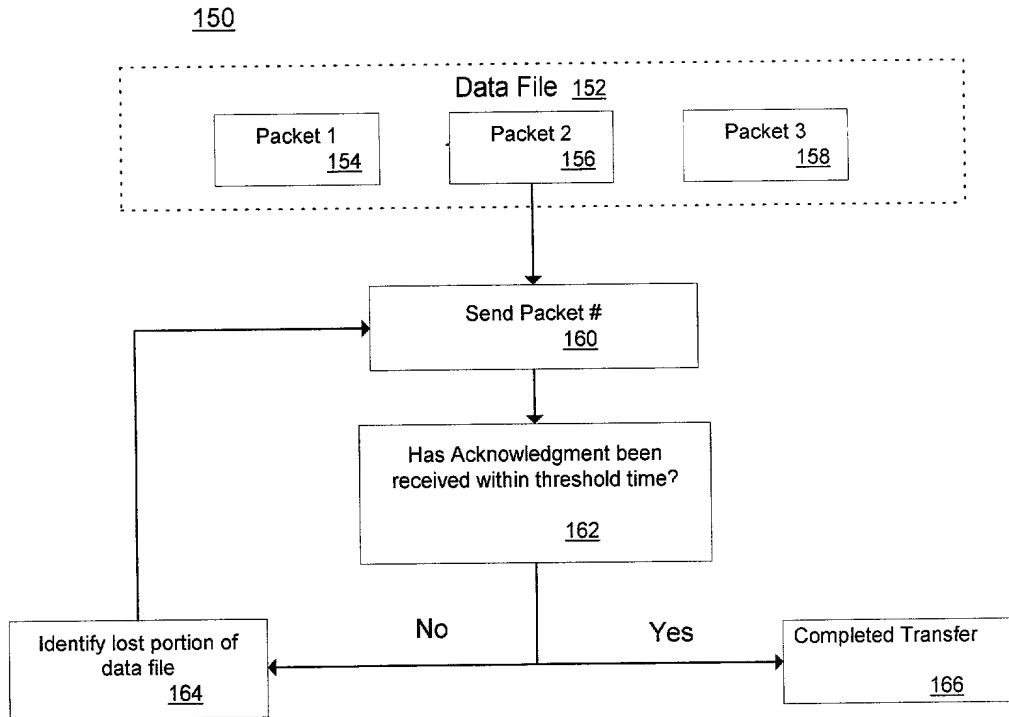 150
Data File 152
Packet 1
154
Packet 2
156
Packet 3
158
Send Packet #
160
Has Acknowledgment been
received within threshold time?
162
No
Yes
Identify lost portion of
data file
164
Completed Transfer
166